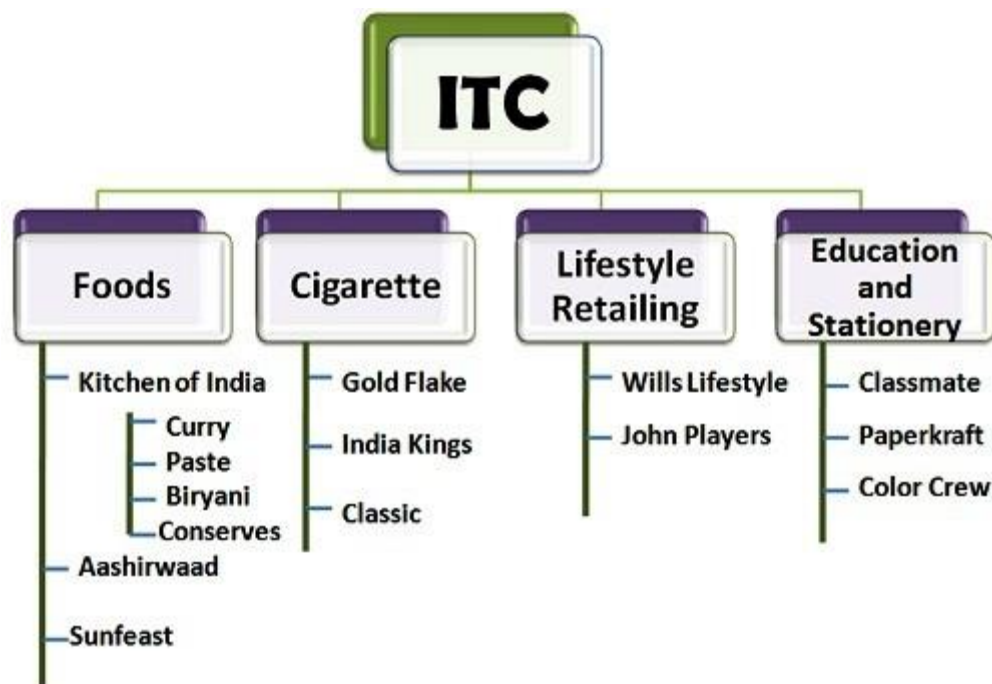 ITC
Foods
Kitchen of India
Curry
Paste
Biryani
Conserves
Aashirwaad
Sunfeast
Cigarette
Gold Flake
India Kings
Classic
Lifestyle
Retailing
Wills Lifestyle
John Players
Education
and
Stationery
Classmate
Paperkraft
Color Crew